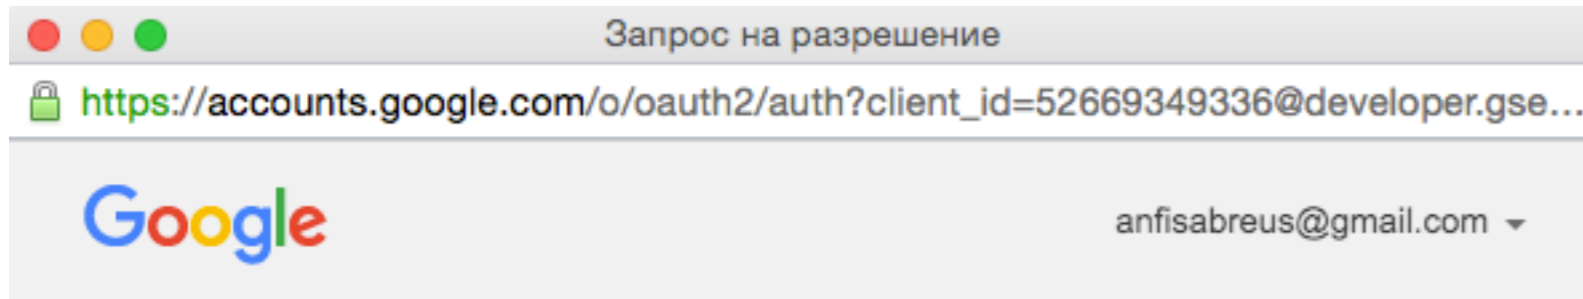 Запрос на разрешение
https://accounts.google.com/o/oauth2/auth?client_id=52669349336@developer.gse...
Google
anfisabreus@gmail.com